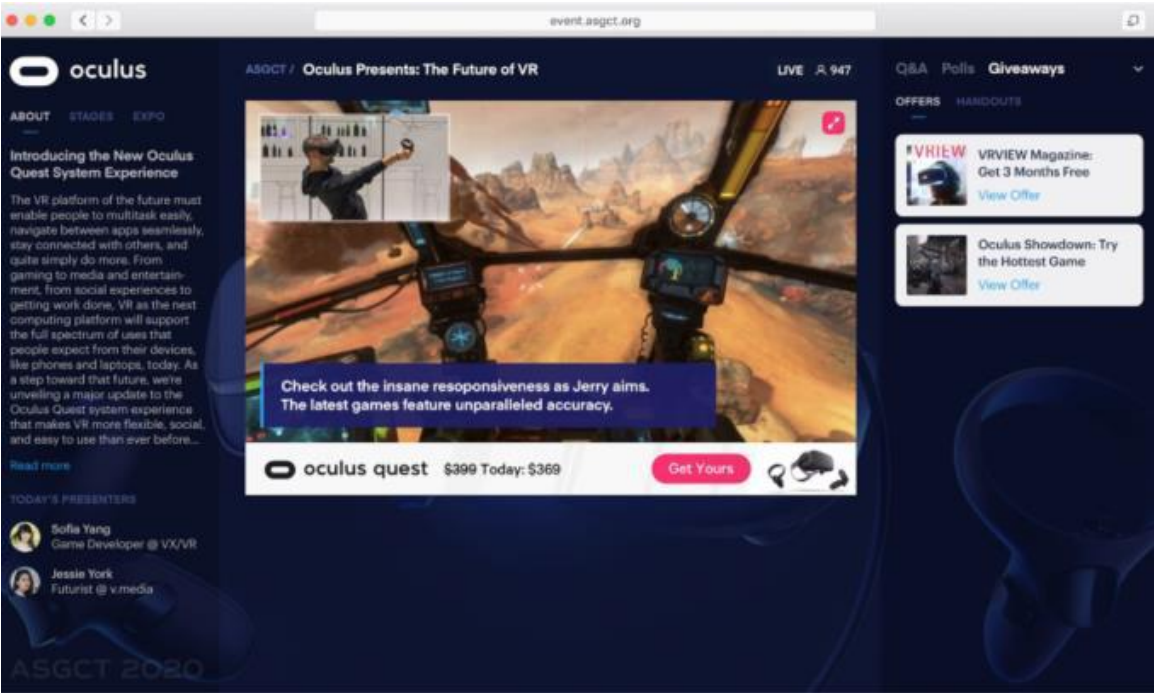 event.asgct.org
oculus
ABOUT STAGES EXPO
Introducing the New Oculus
Quest System Experience
The VR platform of the future must
enable people to multitask easily,
navigate between apps seamlessly,
stay connected with others, and
quite simply do more. From
gaming to media and entertain-
ment, from social experiences to
getting work done, VR as the next
computing platform will support
the full spectrum of uses that
people expect from their devices,
like phones and laptops, today. As
a step toward that future, we're
unveiling a major update to the
Oculus Quest system experience
that makes VR more flexible, social,
and easy to use than ever before...
Read more
TODAY'S PRESENTERS
Sofia Yang
Game Developer @ VX/VR
Jessie York
Futurist @ v.media
ASGCT 2020
ASGCT / Oculus Presents: The Future of VR
LIVE 947
Check out the insane resoponsiveness as Jerry aims.
The latest games feature unparalleled accuracy.
oculus quest $399 Today: $369
Get Yours
Q&A Polls Giveaways
OFFERS HANDOUTS
VRIEW
VRVIEW Magazine:
Get 3 Months Free
View Offer
Oculus Showdown: Try
the Hottest Game
View Offer